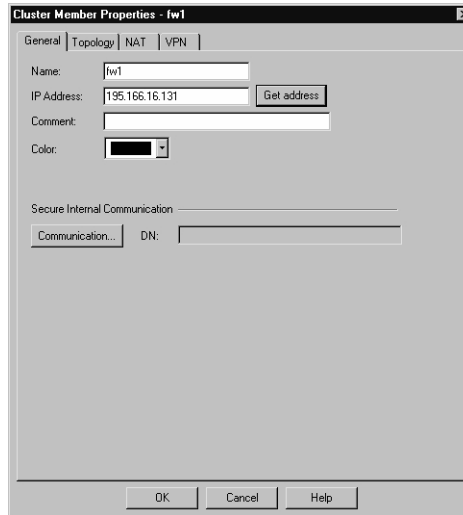 Cluster Member Properties - fw1
General Topology NAT VPN
Name: fw1
IP Address: 195.166.16.131 Get address
Comment:
Color:
Secure Internal Communication
Communication... DN:
OK Cancel Help